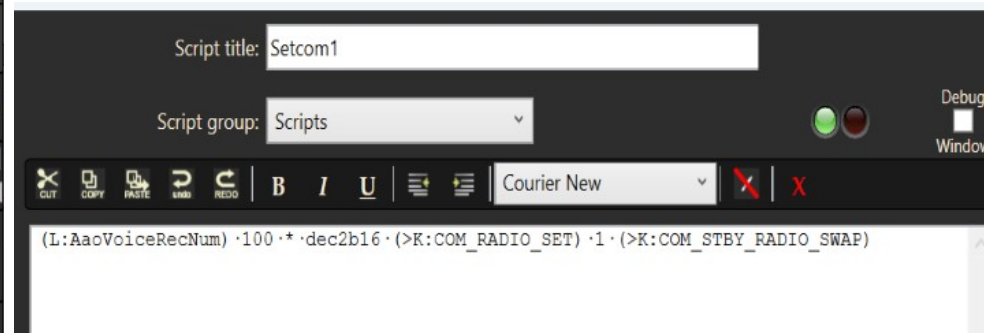 Script title: Setcom1
Script group: Scripts
Debug
Window
CUT COPY PASTE undo REDO B I U Courier New X
(L:AaoVoiceRecNum)·100·*·dec2b16·(>K:COM_RADIO_SET)·1·(>K:COM_STBY_RADIO_SWAP)